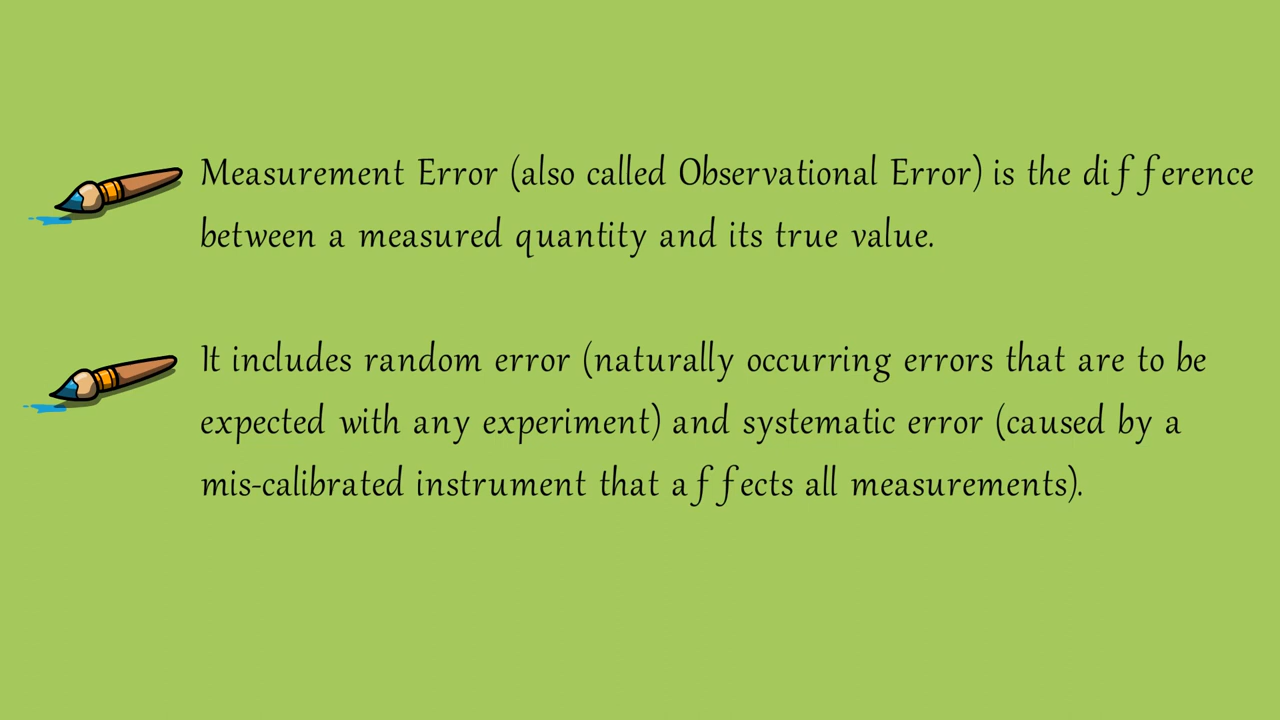 Measurement Error (also called Observational Error) is the difference
between a measured quantity and its true value.
It includes random error (naturally occurring errors that are to be
expected with any experiment) and systematic error (caused by a
mis-calibrated instrument that affects all measurements).